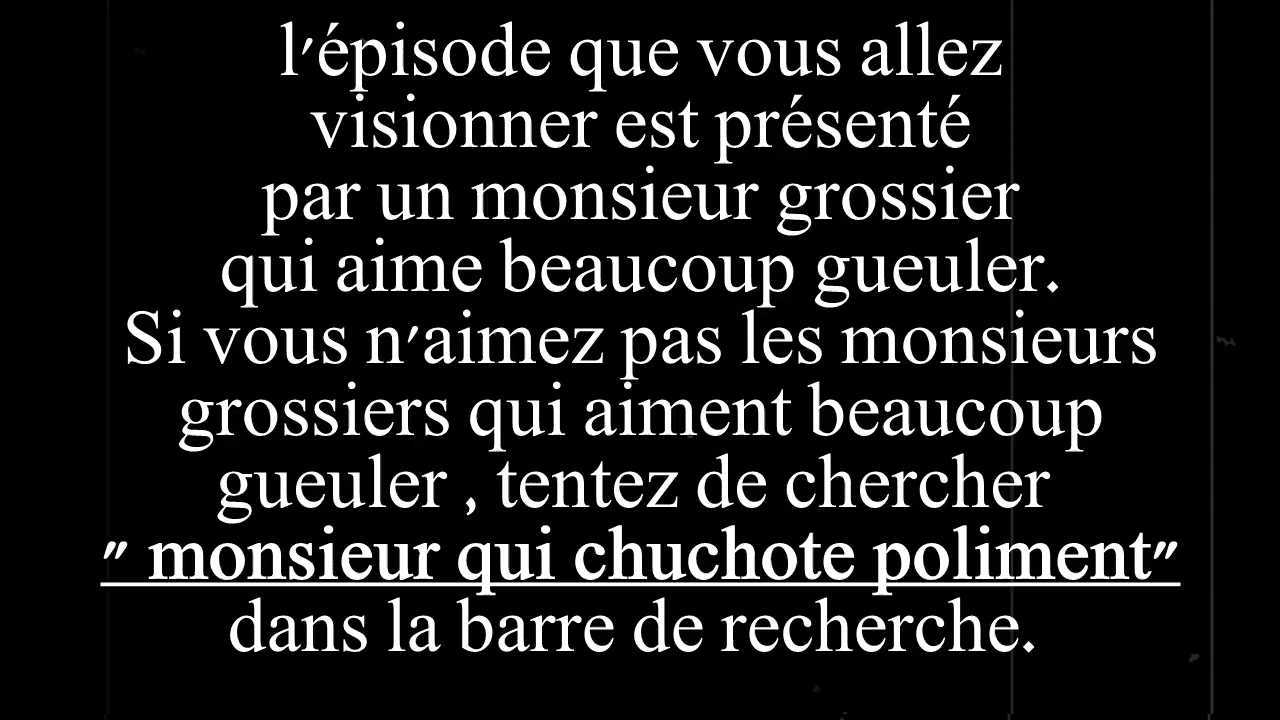 l'épisode que vous allez
visionner est présenté
par un monsieur grossier
qui aime beaucoup gueuler.
Si vous n'aimez pas les monsieurs
grossiers qui aiment beaucoup
gueuler , tentez de chercher
" monsieur qui chuchote poliment"
dans la barre de recherche.